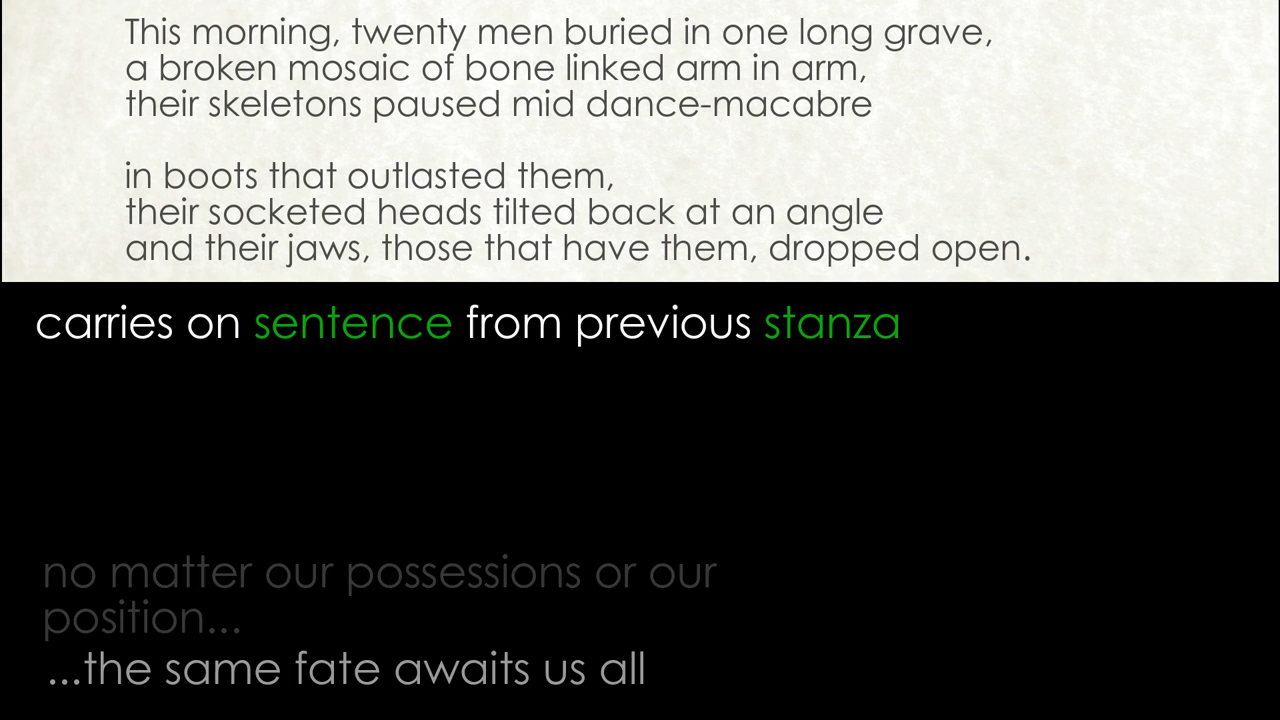 This morning, twenty men buried in one long grave,
a broken mosaic of bone linked arm in arm,
their skeletons paused mid dance-macabre
in boots that outlasted them,
their socketed heads tilted back at an angle
and their jaws, those that have them, dropped open.
carries on sentence from previous stanza
no matter our possessions or our
position...
...the same fate awaits us all